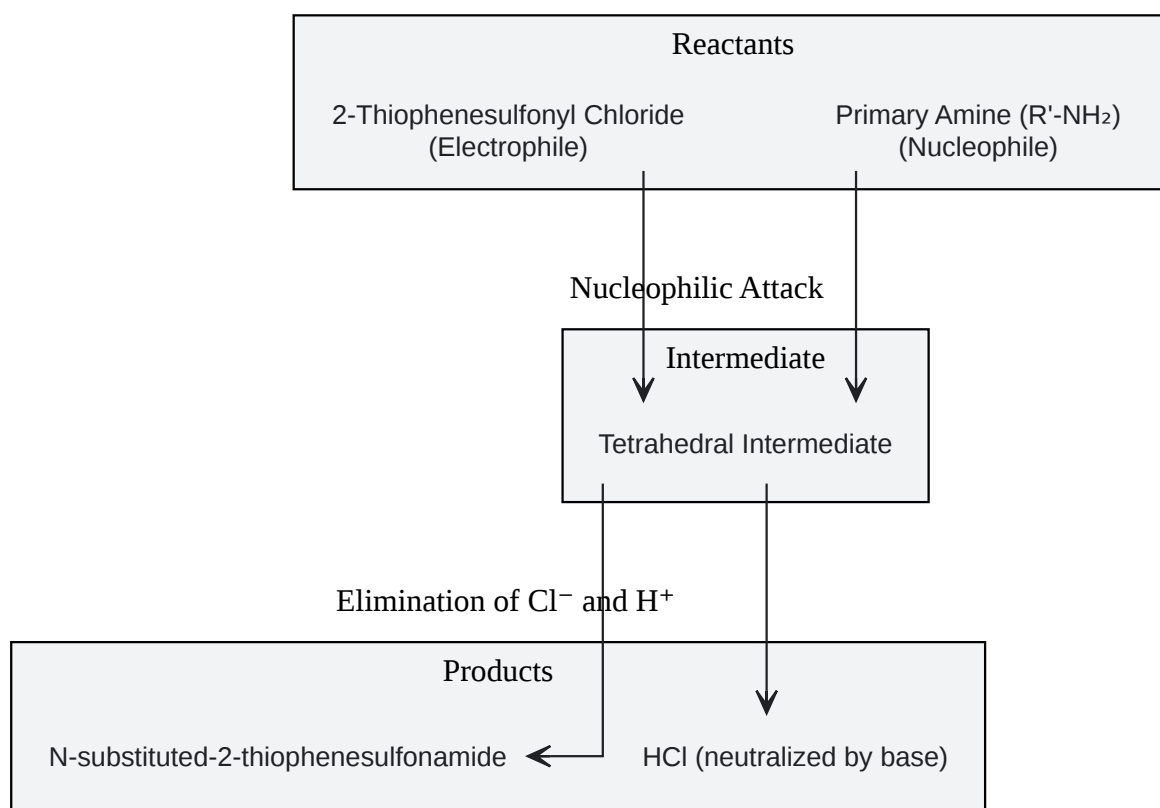 Reactants
2-Thiophenesulfonyl Chloride
(Electrophile)
Primary Amine (R'-NH₂)
(Nucleophile)
Nucleophilic Attack
Intermediate
Tetrahedral Intermediate
Elimination of Cl⁻ and H⁺
Products
N-substituted-2-thiophenesulfonamide
HCl (neutralized by base)